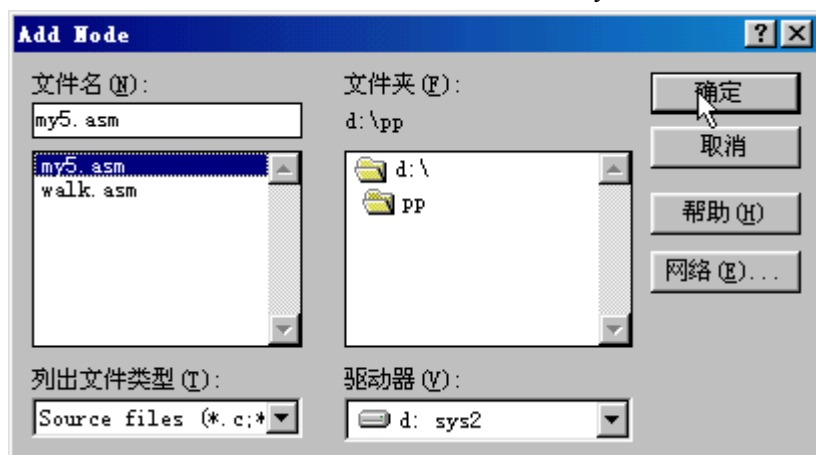 Add Node
文件名(N):
my5.asm
my5.asm
walk.asm
列出文件类型(T):
Source files (*.c;*
文件夹(F):
d:\pp
d:\
pp
驱动器(V):
d: sys2
确定
取消
帮助(H)
网络(E)...